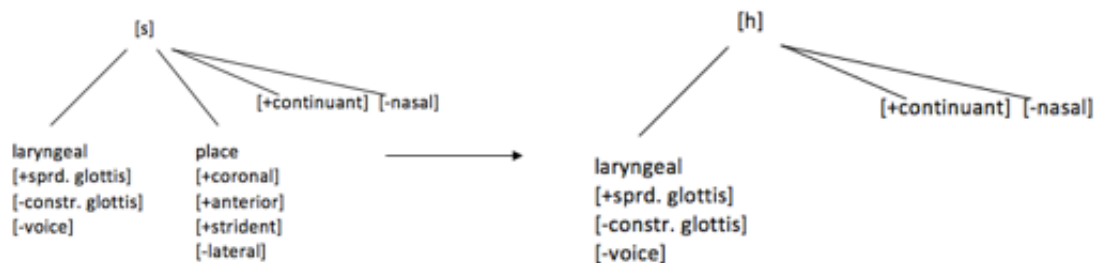 [s]
[h]
[+continuant] [-nasal]
[+continuant] [-nasal]
laryngeal place
[+sprd. glottis] [+coronal]
[-constr. glottis] [+anterior]
[-voice] [+strident]
[-lateral]
laryngeal
[+sprd. glottis]
[-constr. glottis]
[-voice]